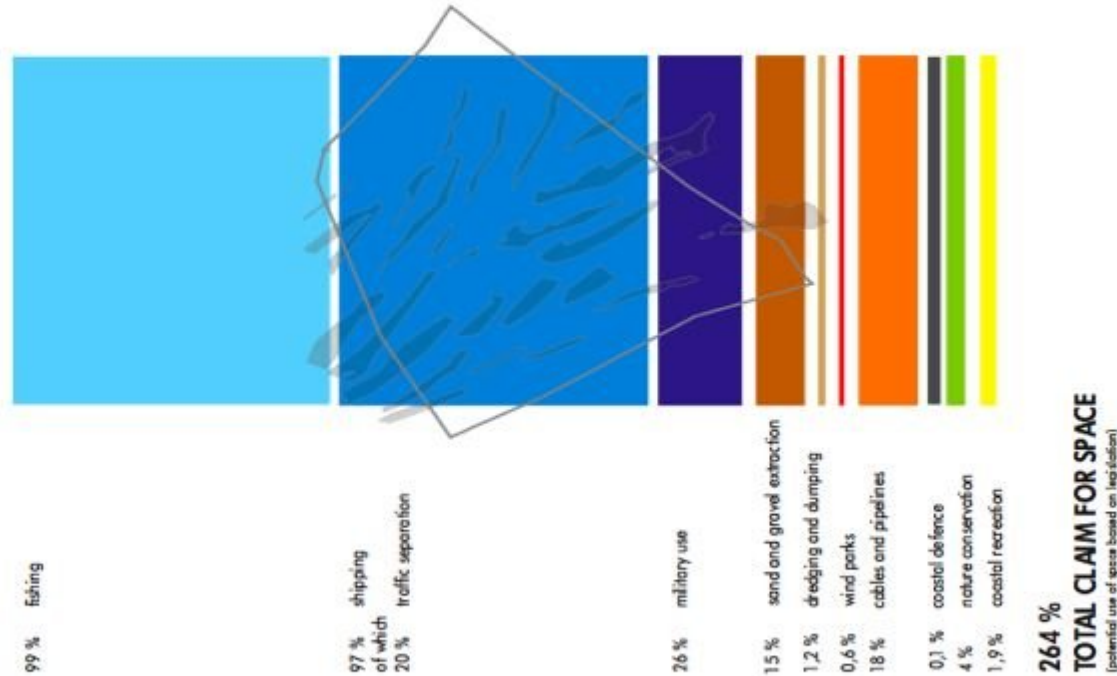 99 % fishing
97 % shipping
of which
20 % traffic separation
26 % military use
15 % sand and gravel extraction
1,2 % dredging and dumping
0,6 % wind parks
18 % cables and pipelines
0,1 % coastal defence
4 % nature conservation
1,9 % coastal recreation
264 %
TOTAL CLAIM FOR SPACE
(potential use of space based on legislation)